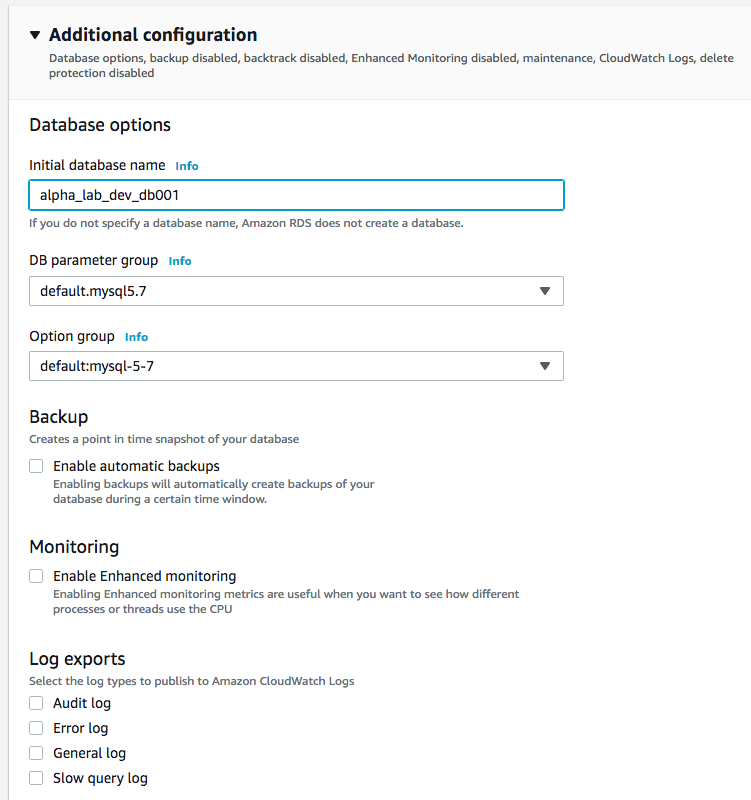 Additional configuration
Database options, backup disabled, backtrack disabled, Enhanced Monitoring disabled, maintenance, CloudWatch Logs, delete
protection disabled
Database options
Initial database name Info
alpha_lab_dev_db001
If you do not specify a database name, Amazon RDS does not create a database.
DB parameter group Info
default.mysql5.7
Option group Info
default:mysql-5-7
Backup
Creates a point in time snapshot of your database
Enable automatic backups
Enabling backups will automatically create backups of your
database during a certain time window.
Monitoring
Enable Enhanced monitoring
Enabling Enhanced monitoring metrics are useful when you want to see how different
processes or threads use the CPU
Log exports
Select the log types to publish to Amazon CloudWatch Logs
Audit log
Error log
General log
Slow query log